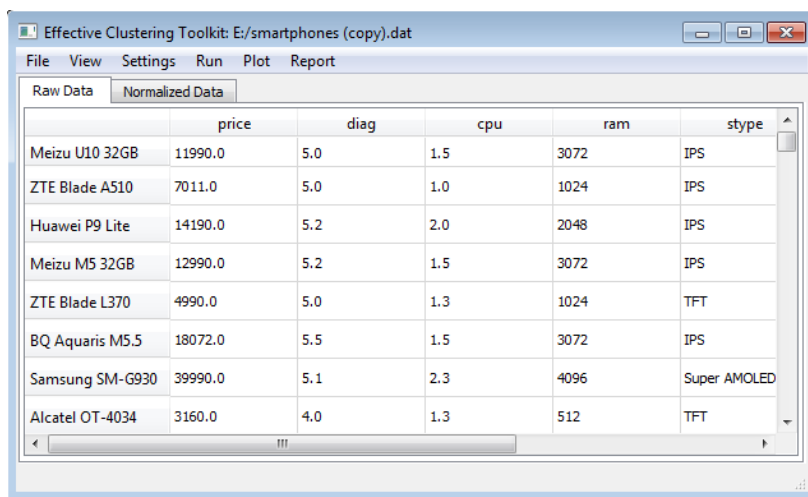 Effective Clustering Toolkit: E:/smartphones (copy).dat
File View Settings Run Plot Report
Raw Data Normalized Data
price diag cpu ram stype
Meizu U10 32GB 11990.0 5.0 1.5 3072 IPS
ZTE Blade A510 7011.0 5.0 1.0 1024 IPS
Huawei P9 Lite 14190.0 5.2 2.0 2048 IPS
Meizu M5 32GB 12990.0 5.2 1.5 3072 IPS
ZTE Blade L370 4990.0 5.0 1.3 1024 TFT
BQ Aquaris M5.5 18072.0 5.5 1.5 3072 IPS
Samsung SM-G930 39990.0 5.1 2.3 4096 Super AMOLED
Alcatel OT-4034 3160.0 4.0 1.3 512 TFT